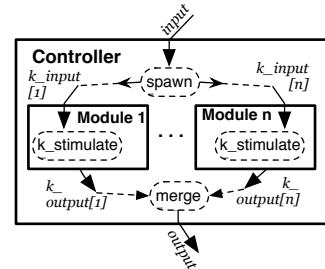 input
Controller
k_input
[1]
spawn
k_input
[n]
Module 1
Module n
k_stimulate
. . .
k_stimulate
k_
output[1]
merge
k_
output[n]
output